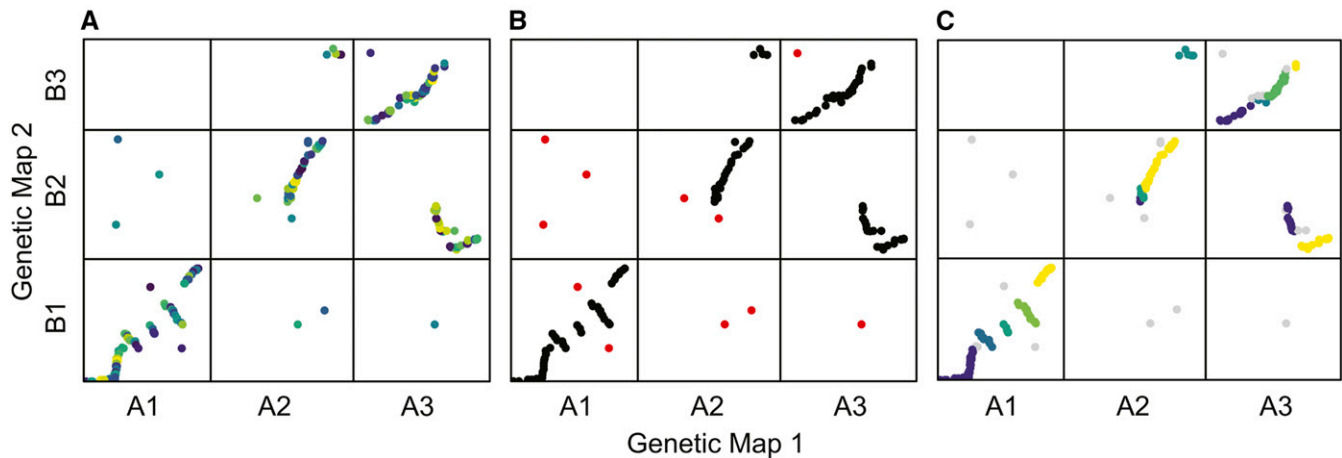 A
B
C
Genetic Map 2
B3
B2
B1
A1
A2
A3
A1
A2
A3
A1
A2
A3
Genetic Map 1